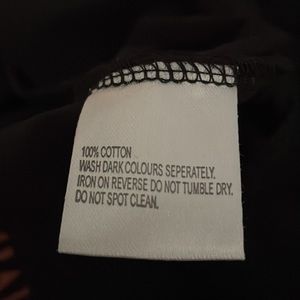 100% COTTON
WASH DARK COLOURS SEPERATELY.
IRON ON REVERSE DO NOT TUMBLE DRY.
DO NOT SPOT CLEAN.